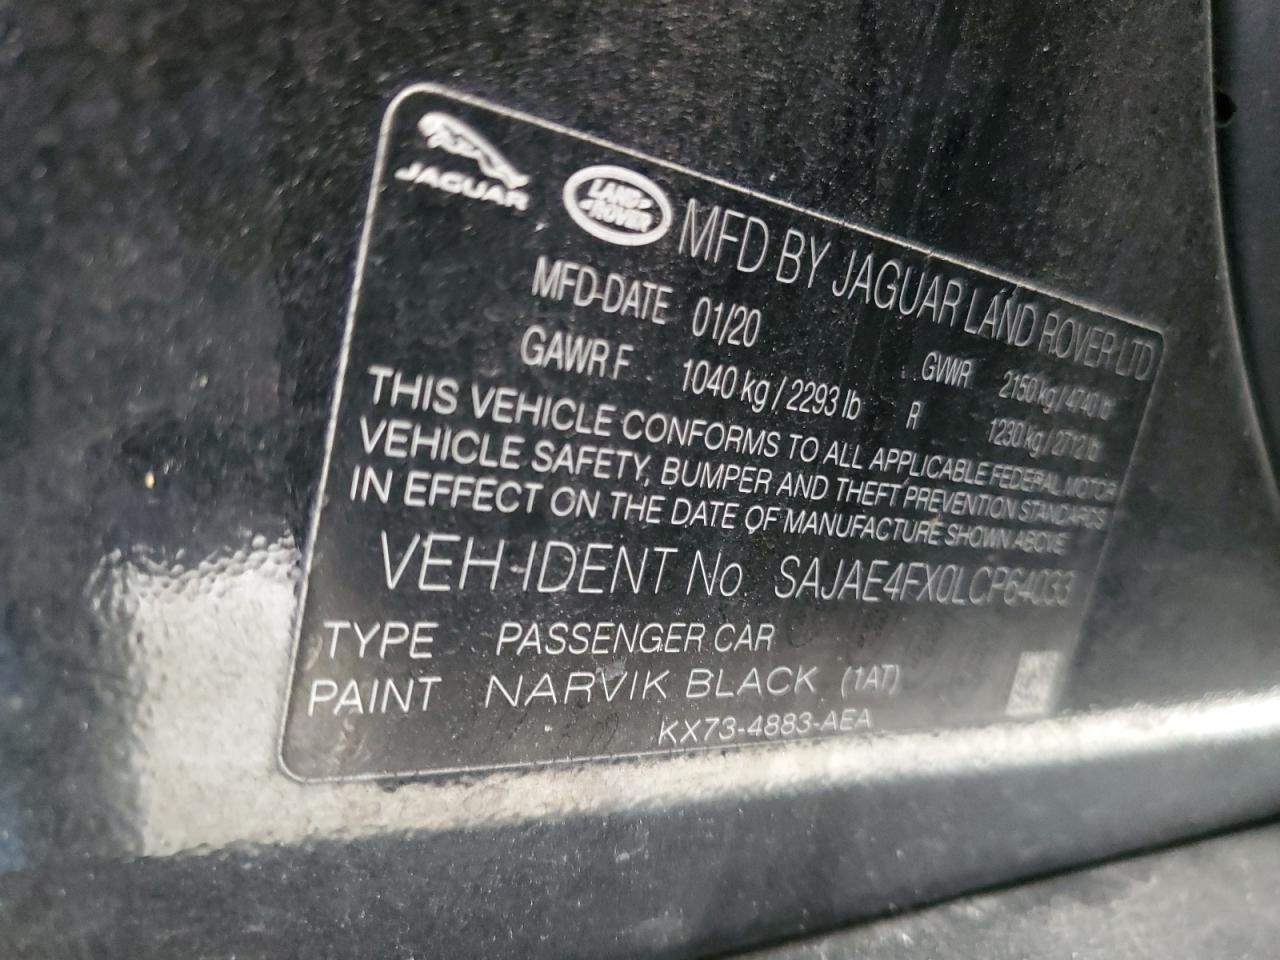 JAGUAR LAND ROVER MFD BY JAGUAR LAND ROVER LTD
MFD-DATE 01/20 GVWR 2150 kg / 4740 lb
GAWR F 1040 kg / 2293 lb R 1230 kg / 2712 lb
THIS VEHICLE CONFORMS TO ALL APPLICABLE FEDERAL MOTOR
VEHICLE SAFETY, BUMPER AND THEFT PREVENTION STANDARDS
IN EFFECT ON THE DATE OF MANUFACTURE SHOWN ABOVE
VEH-IDENT No. SAJAE4FX0LCP64033
TYPE PASSENGER CAR
PAINT NARVIK BLACK (1AT)
KX73-4883-AEA